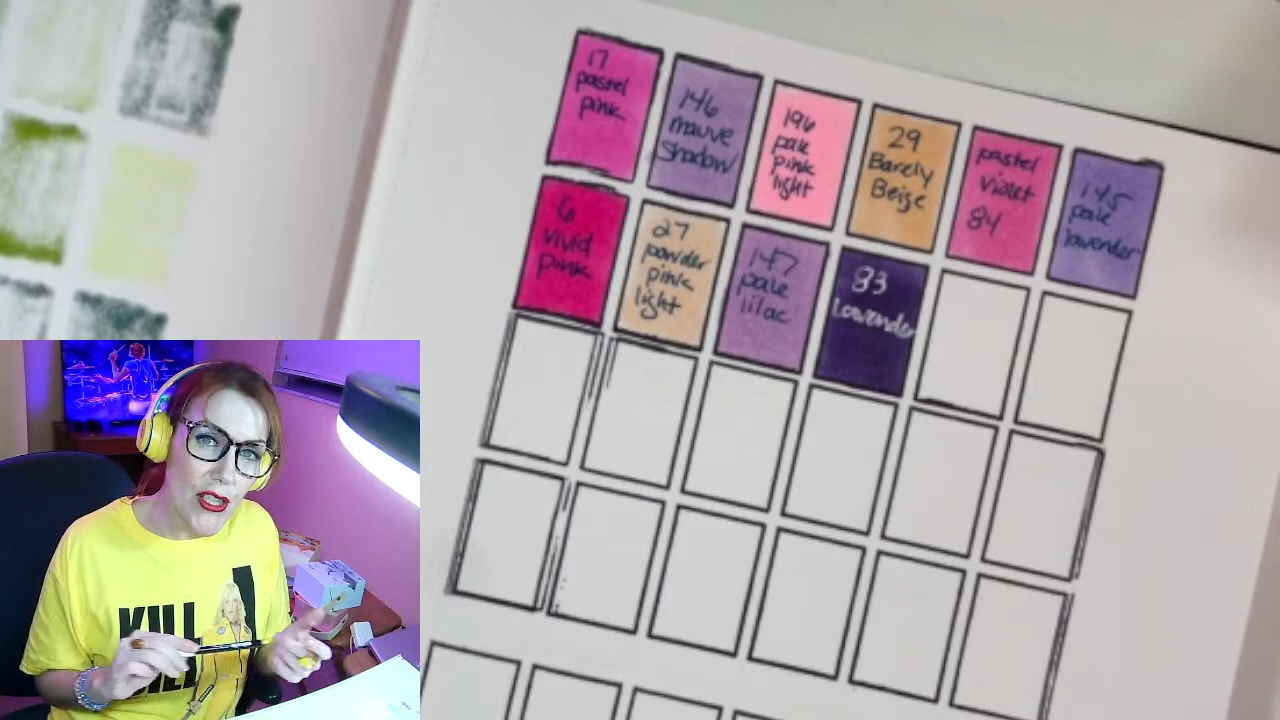 17
pastel
pink
146
mauve
shadow
196
pale
pink
light
29
Barely
Beige
pastel
violet
84
145
pale
lavender
6
vivid
pink
27
powder
pink
light
147
pale
lilac
83
Lavender
KILL